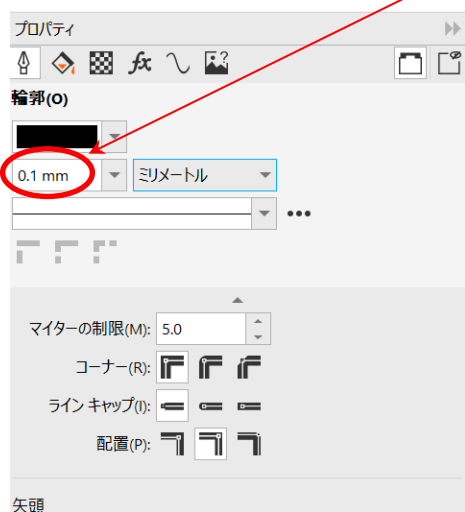 プロパティ
fx
?
輪郭(O)
0.1 mm ミリメートル
マイターの制限(M): 5.0
コーナー(R):
ライン キャップ(I):
配置(P):
矢頭